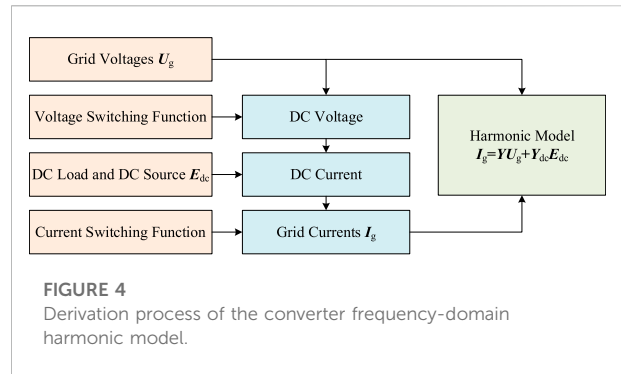 Grid Voltages Ug
Voltage Switching Function
DC Voltage
Harmonic Model
Ig=YUg+YdcEdc
DC Load and DC Source Edc
DC Current
Current Switching Function
Grid Currents Ig
FIGURE 4
Derivation process of the converter frequency-domain
harmonic model.